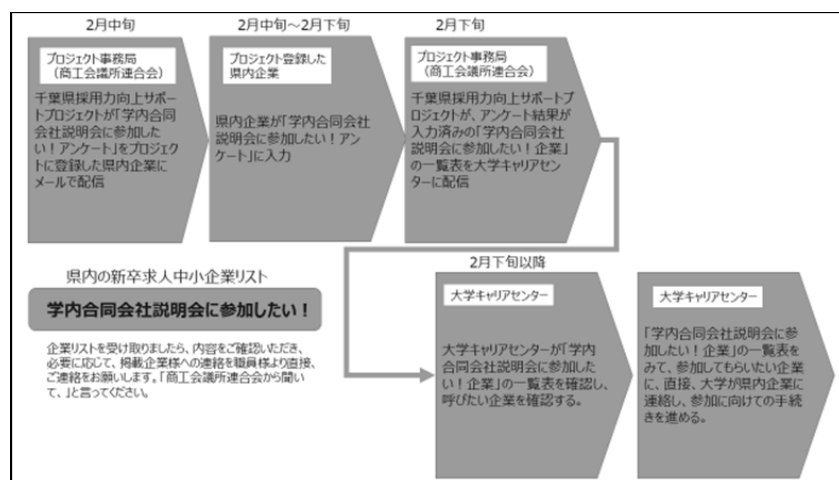 2月中旬
プロジェクト事務局
（商工会議所連合会）
千葉県採用力向上サポー
トプロジェクトが「学内合同
会社説明会に参加した
い！アンケート」をプロジェク
トに登録した県内企業に
メールで配信
2月中旬～2月下旬
プロジェクト登録した
県内企業
県内企業が「学内合同会社
説明会に参加したい！アン
ケート」に入力
2月下旬
プロジェクト事務局
（商工会議所連合会）
千葉県採用力向上サポートプ
ロジェクトが、アンケート結果が
入力済みの「学内合同会社
説明会に参加したい！企業」
の一覧表を大学キャリアセン
ターに配信
県内の新卒求人中小企業リスト
学内合同会社説明会に参加したい！
企業リストを受け取りましたら、内容をご確認いただき、
必要に応じて、掲載企業様への連絡を職員様より直接、
ご連絡をお願いします。「商工会議所連合会から聞い
て、」と言ってください。
2月下旬以降
大学キャリアセンター
大学キャリアセンターが「学内
合同会社説明会に参加した
い！企業」の一覧表を確認し、
呼びたい企業を確認する。
大学キャリアセンター
「学内合同会社説明会に参
加したい！企業」の一覧表を
みて、参加してもらいたい企業
に、直接、大学が県内企業に
連絡し、参加に向けての手続
きを進める。